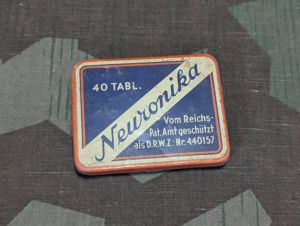 40 TABL.
Neuronika
Vom Reichs-
Pat. Amt geschützt
als D.R.W.Z.: Nr. 440157